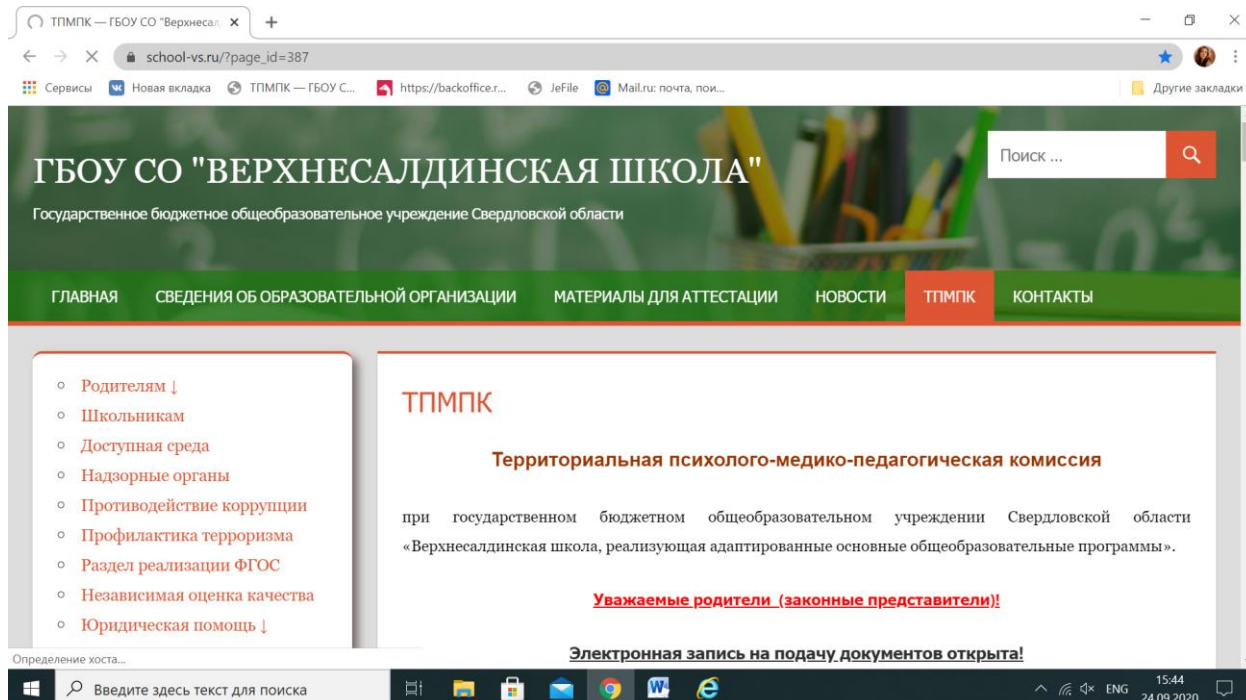 ТПМПК — ГБОУ СО "Верхнесал
school-vs.ru/?page_id=387
Сервисы Новая вкладка ТПМПК — ГБОУ С... https://backoffice.r... JeFile Mail.ru: почта, пои... Другие закладки
ГБОУ СО "ВЕРХНЕСАЛДИНСКАЯ ШКОЛА"
Поиск ...
Государственное бюджетное общеобразовательное учреждение Свердловской области
ГЛАВНАЯ СВЕДЕНИЯ ОБ ОБРАЗОВАТЕЛЬНОЙ ОРГАНИЗАЦИИ МАТЕРИАЛЫ ДЛЯ АТТЕСТАЦИИ НОВОСТИ ТПМПК КОНТАКТЫ
Родителям ↓
Школьникам
Доступная среда
Надзорные органы
Противодействие коррупции
Профилактика терроризма
Раздел реализации ФГОС
Независимая оценка качества
Юридическая помощь ↓
ТПМПК
Территориальная психолого-медико-педагогическая комиссия
при государственном бюджетном общеобразовательном учреждении Свердловской области
«Верхнесалдинская школа, реализующая адаптированные основные общеобразовательные программы».
Уважаемые родители (законные представители)!
Электронная запись на подачу документов открыта!
Определение хоста...
Введите здесь текст для поиска
ENG
15:44
24.09.2020